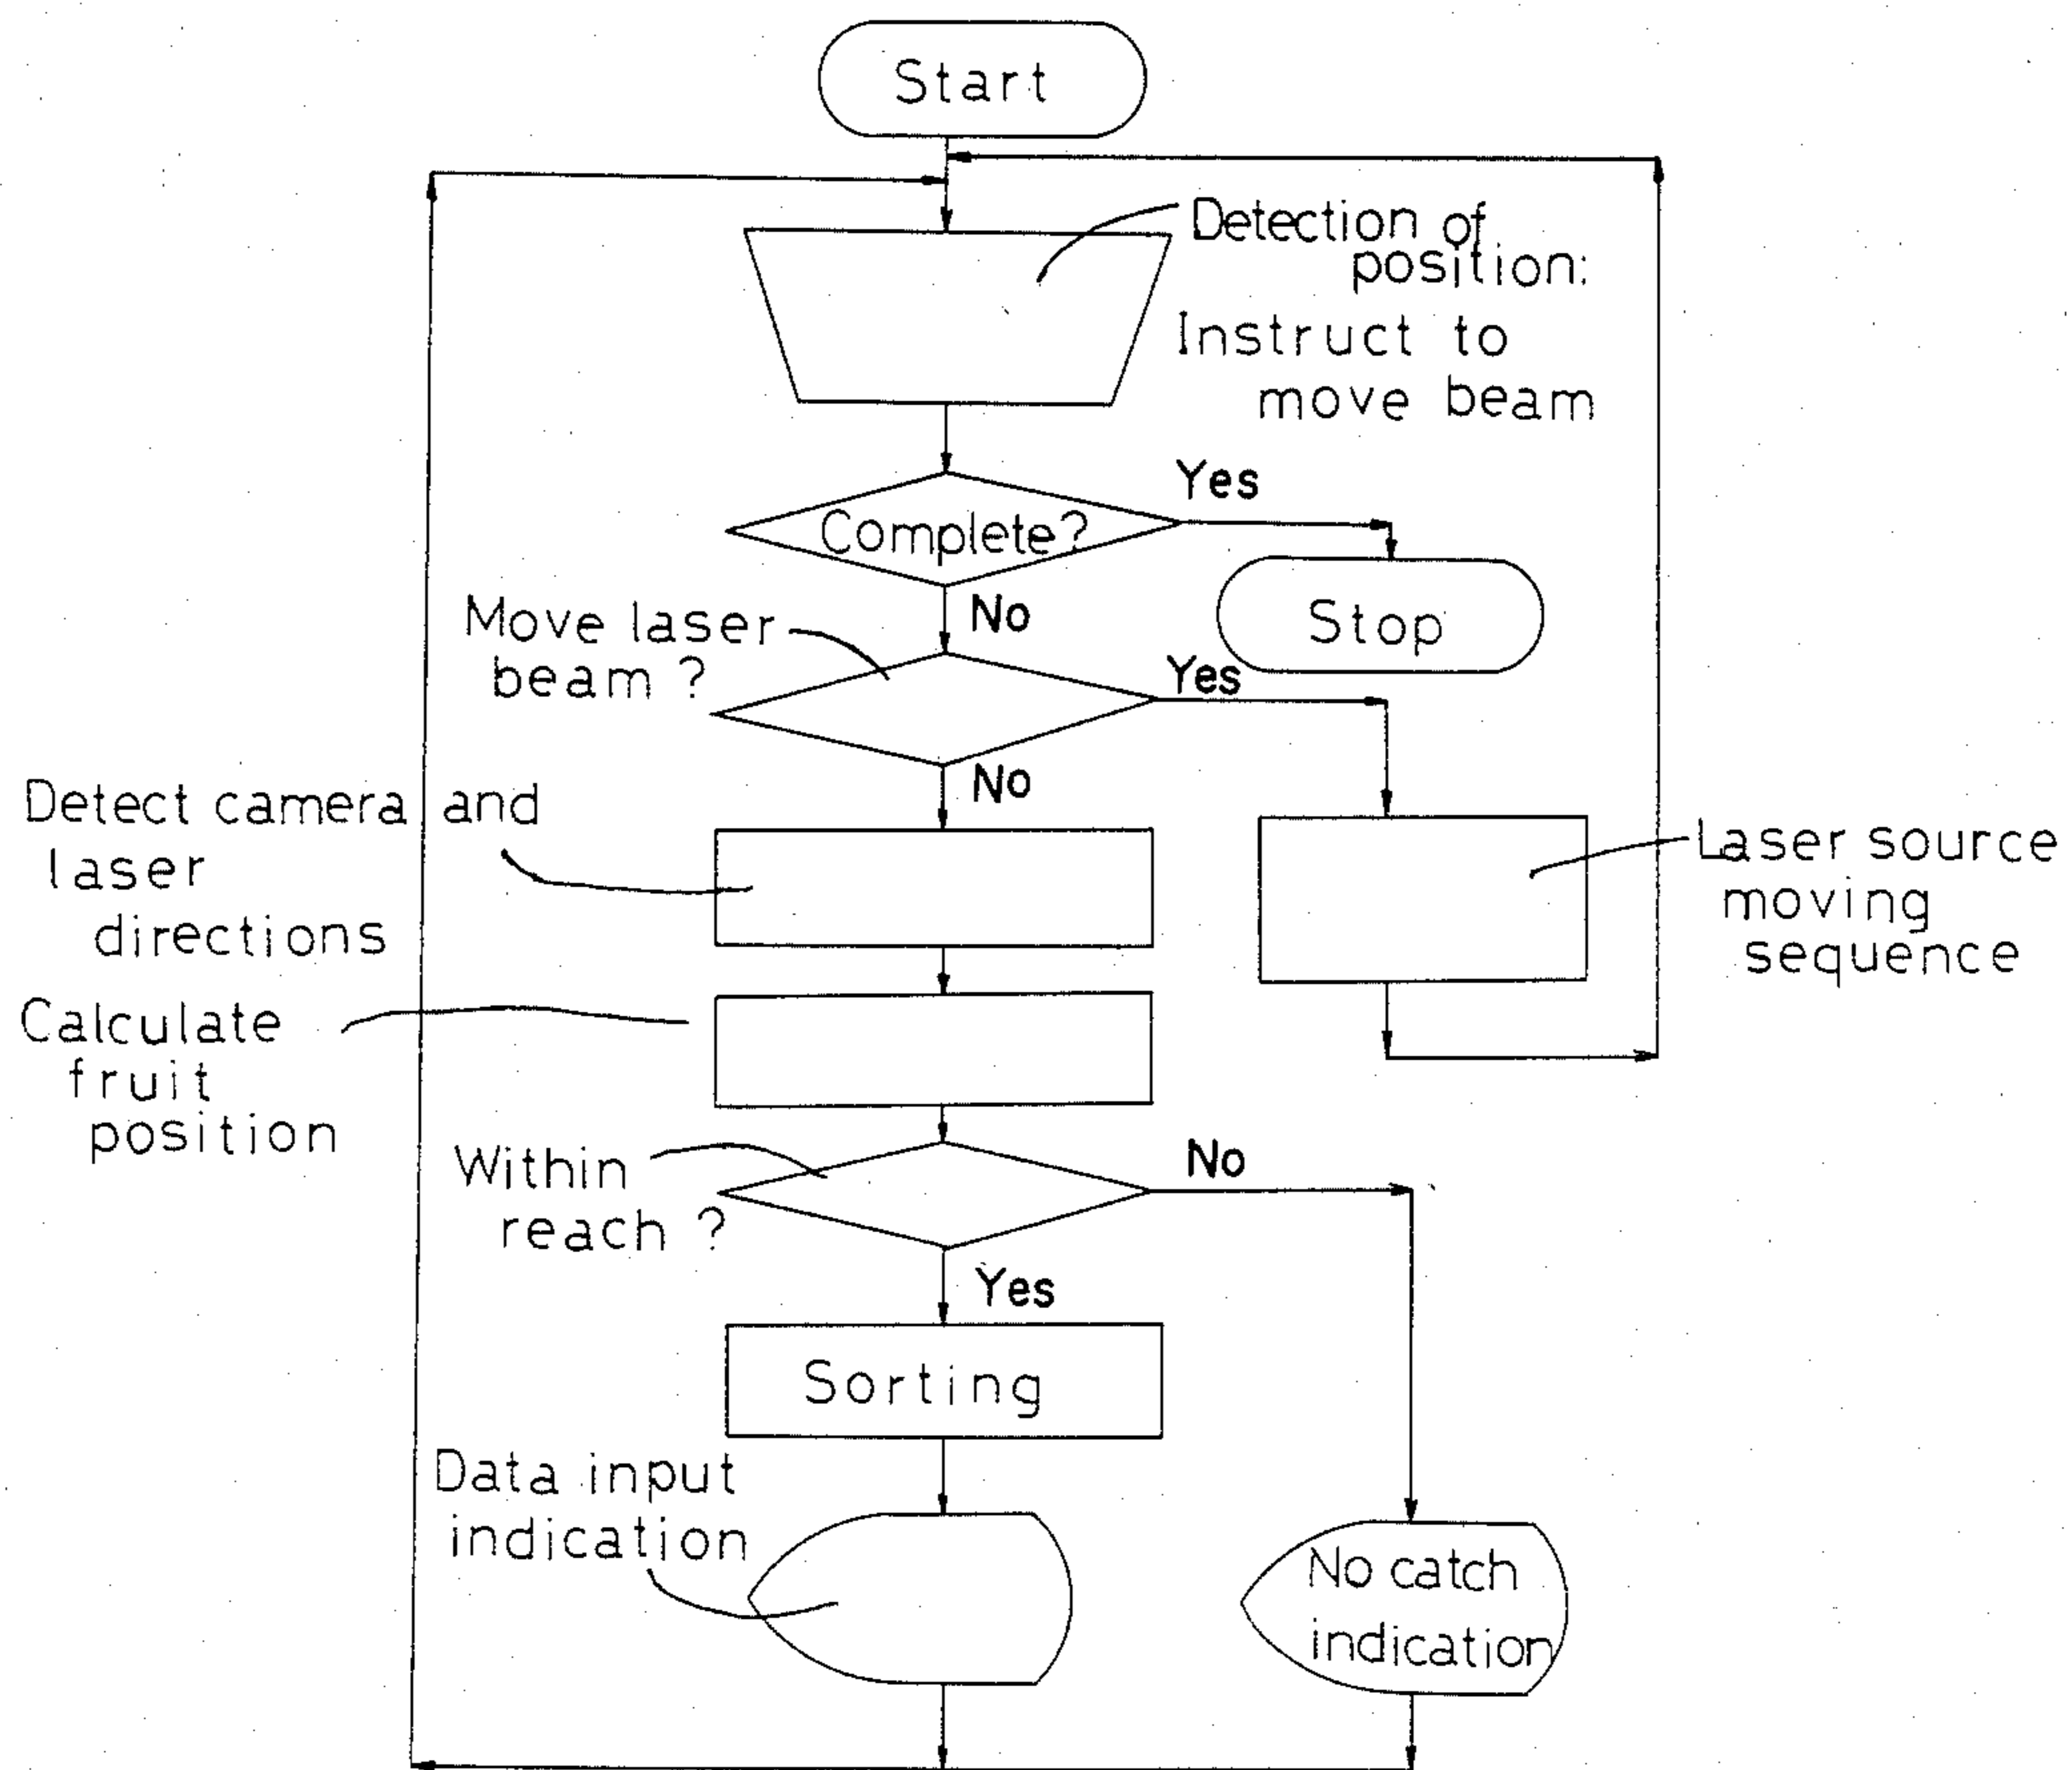 Start
Detection of
position:
Instruct to
move beam
Complete?
Yes
Stop
No
Move laser
beam ?
Yes
No
Detect camera and
laser
directions
Laser source
moving
sequence
Calculate
fruit
position
Within
reach ?
No
Yes
Sorting
Data input
indication
No catch
indication